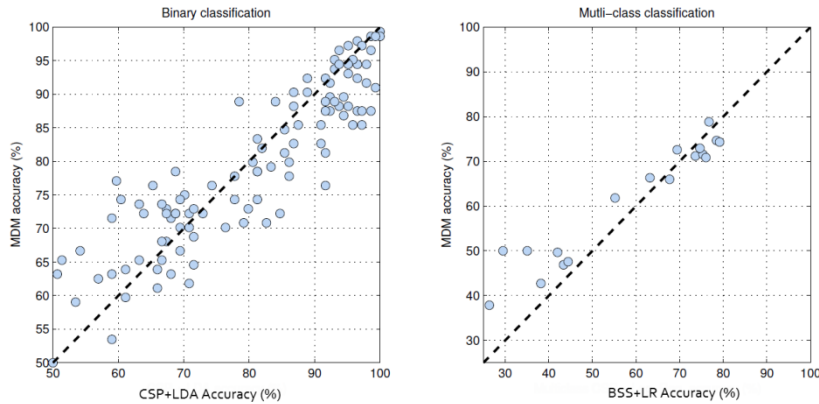 Binary classification
100
95
90
85
80
75
70
65
60
55
50
MDM accuracy (%)
50 60 70 80 90 100
CSP+LDA Accuracy (%)
Mutli-class classification
100
90
80
70
60
50
40
30
MDM accuracy (%)
30 40 50 60 70 80 90 100
BSS+LR Accuracy (%)